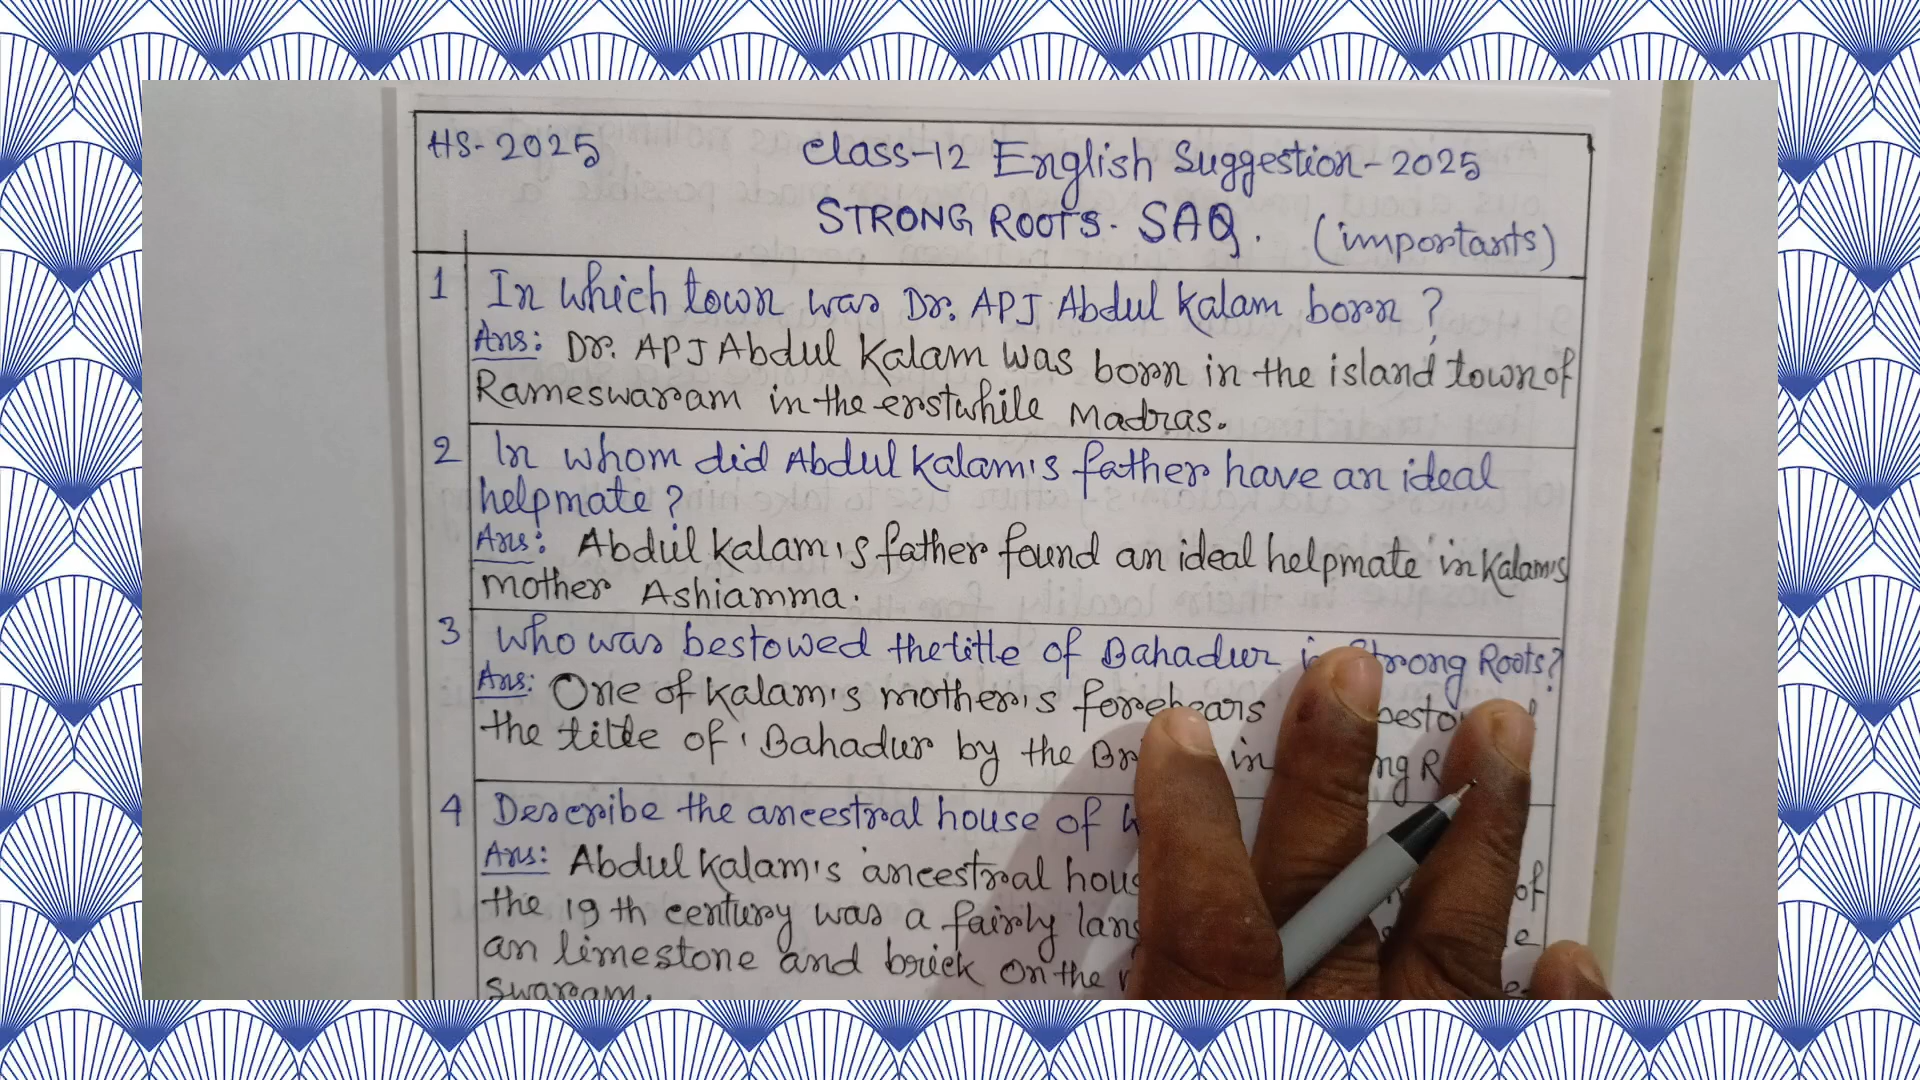 HS-2025
Class-12 English Suggestion-2025
STRONG ROOTS. SAQ. (importants)
1 In which town was Dr. APJ Abdul Kalam born ?
Ans: Dr. APJ Abdul Kalam was born in the island town of
Rameswaram in the erstwhile Madras.
2 In whom did Abdul Kalam's father have an ideal
helpmate ?
Ans: Abdul Kalam's father found an ideal helpmate in Kalam's
mother Ashiamma.
3 Who was bestowed the title of Bahadur Strong Roots?
Ans: One of Kalam's mother's forebears
the title of 'Bahadur by the in
4 Describe the ancestral house of
Ans: Abdul Kalam's ancestral
the 19th century was a fairly of
an limestone and brick on the
swaram.